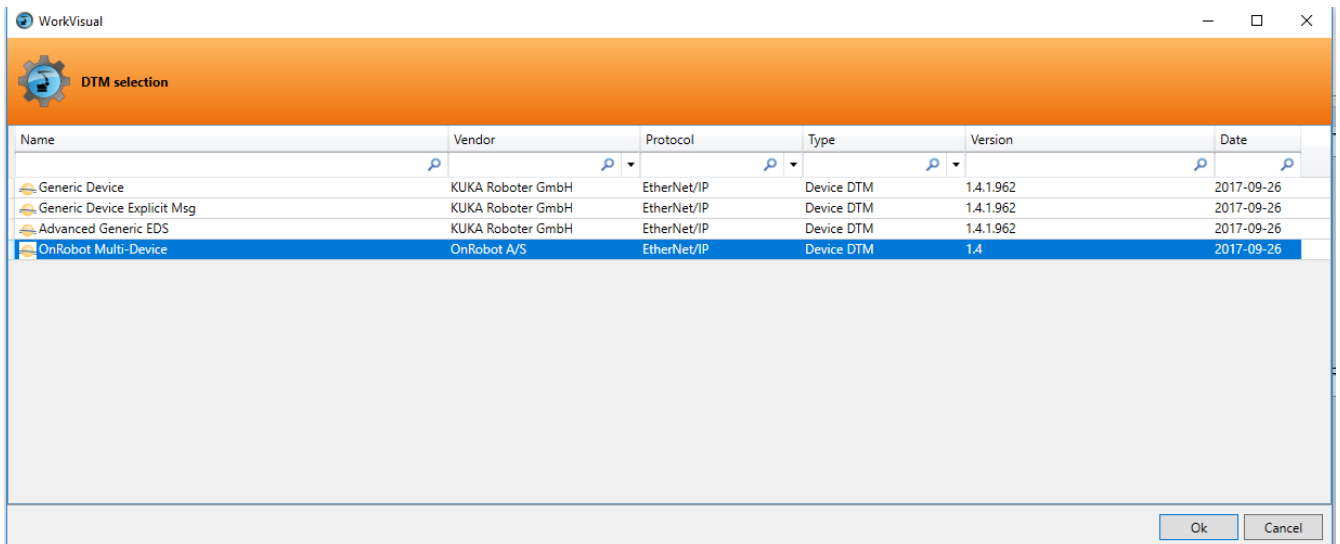 WorkVisual
DTM selection
Name Vendor Protocol Type Version Date
Generic Device KUKA Roboter GmbH EtherNet/IP Device DTM 1.4.1.962 2017-09-26
Generic Device Explicit Msg KUKA Roboter GmbH EtherNet/IP Device DTM 1.4.1.962 2017-09-26
Advanced Generic EDS KUKA Roboter GmbH EtherNet/IP Device DTM 1.4.1.962 2017-09-26
OnRobot Multi-Device OnRobot A/S EtherNet/IP Device DTM 1.4 2017-09-26
Ok Cancel